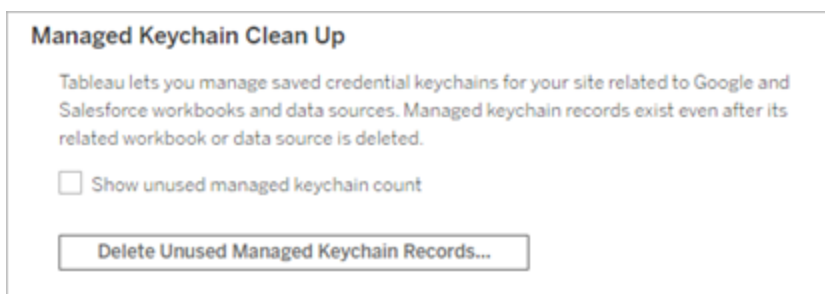 Managed Keychain Clean Up
Tableau lets you manage saved credential keychains for your site related to Google and
Salesforce workbooks and data sources. Managed keychain records exist even after its
related workbook or data source is deleted.
Show unused managed keychain count
Delete Unused Managed Keychain Records...